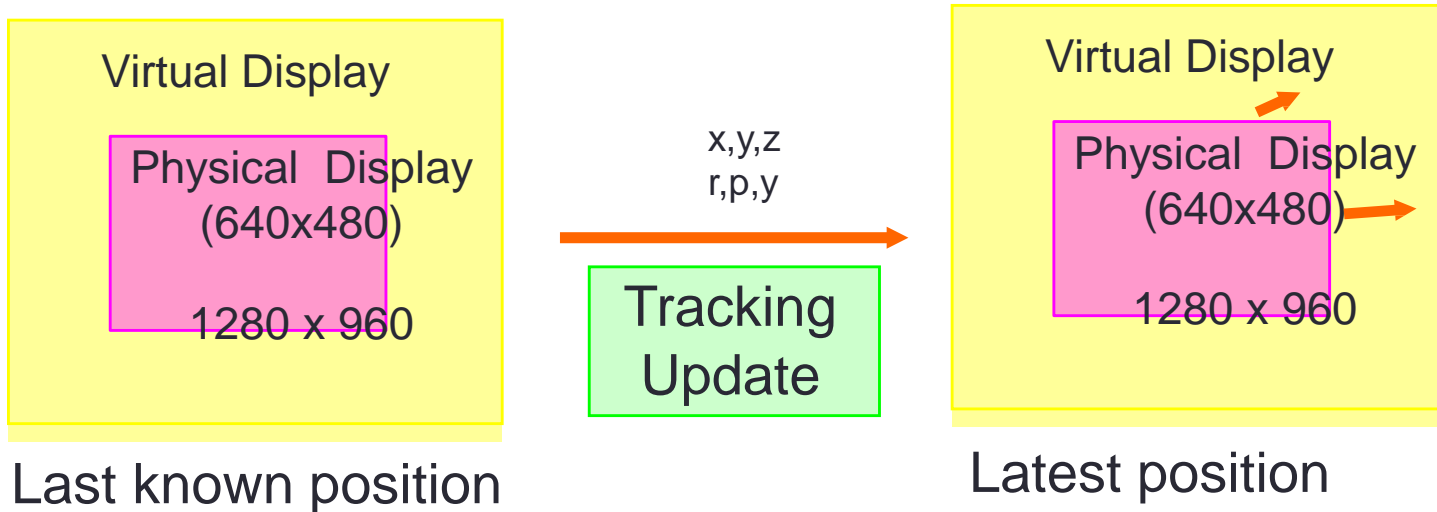 Virtual Display
Physical Display
(640x480)
1280 x 960
Last known position
x,y,z
r,p,y
Tracking
Update
Virtual Display
Physical Display
(640x480)
1280 x 960
Latest position